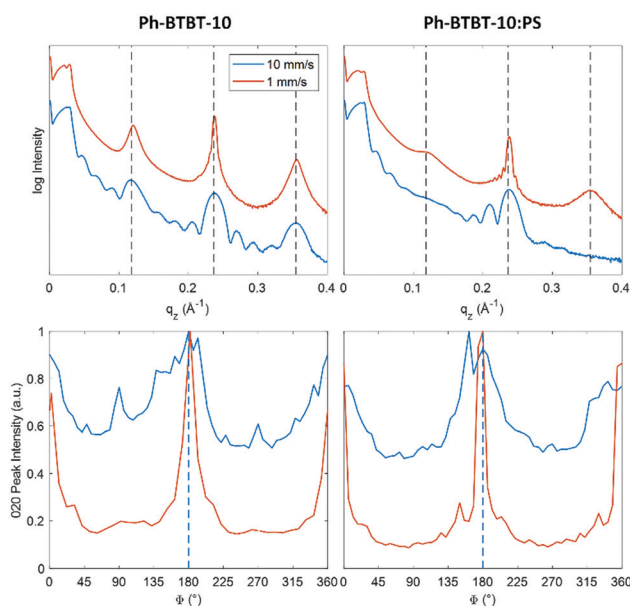 Ph-BTBT-10
Ph-BTBT-10:PS
10 mm/s
1 mm/s
log Intensity
0 0.1 0.2 0.3 0.4
0 0.1 0.2 0.3 0.4
q_z (Å⁻¹)
q_z (Å⁻¹)
020 Peak Intensity (a.u.)
1
0.8
0.6
0.4
0.2
0
0 45 90 135 180 225 270 315 360
0 45 90 135 180 225 270 315 360
Φ (°)
Φ (°)